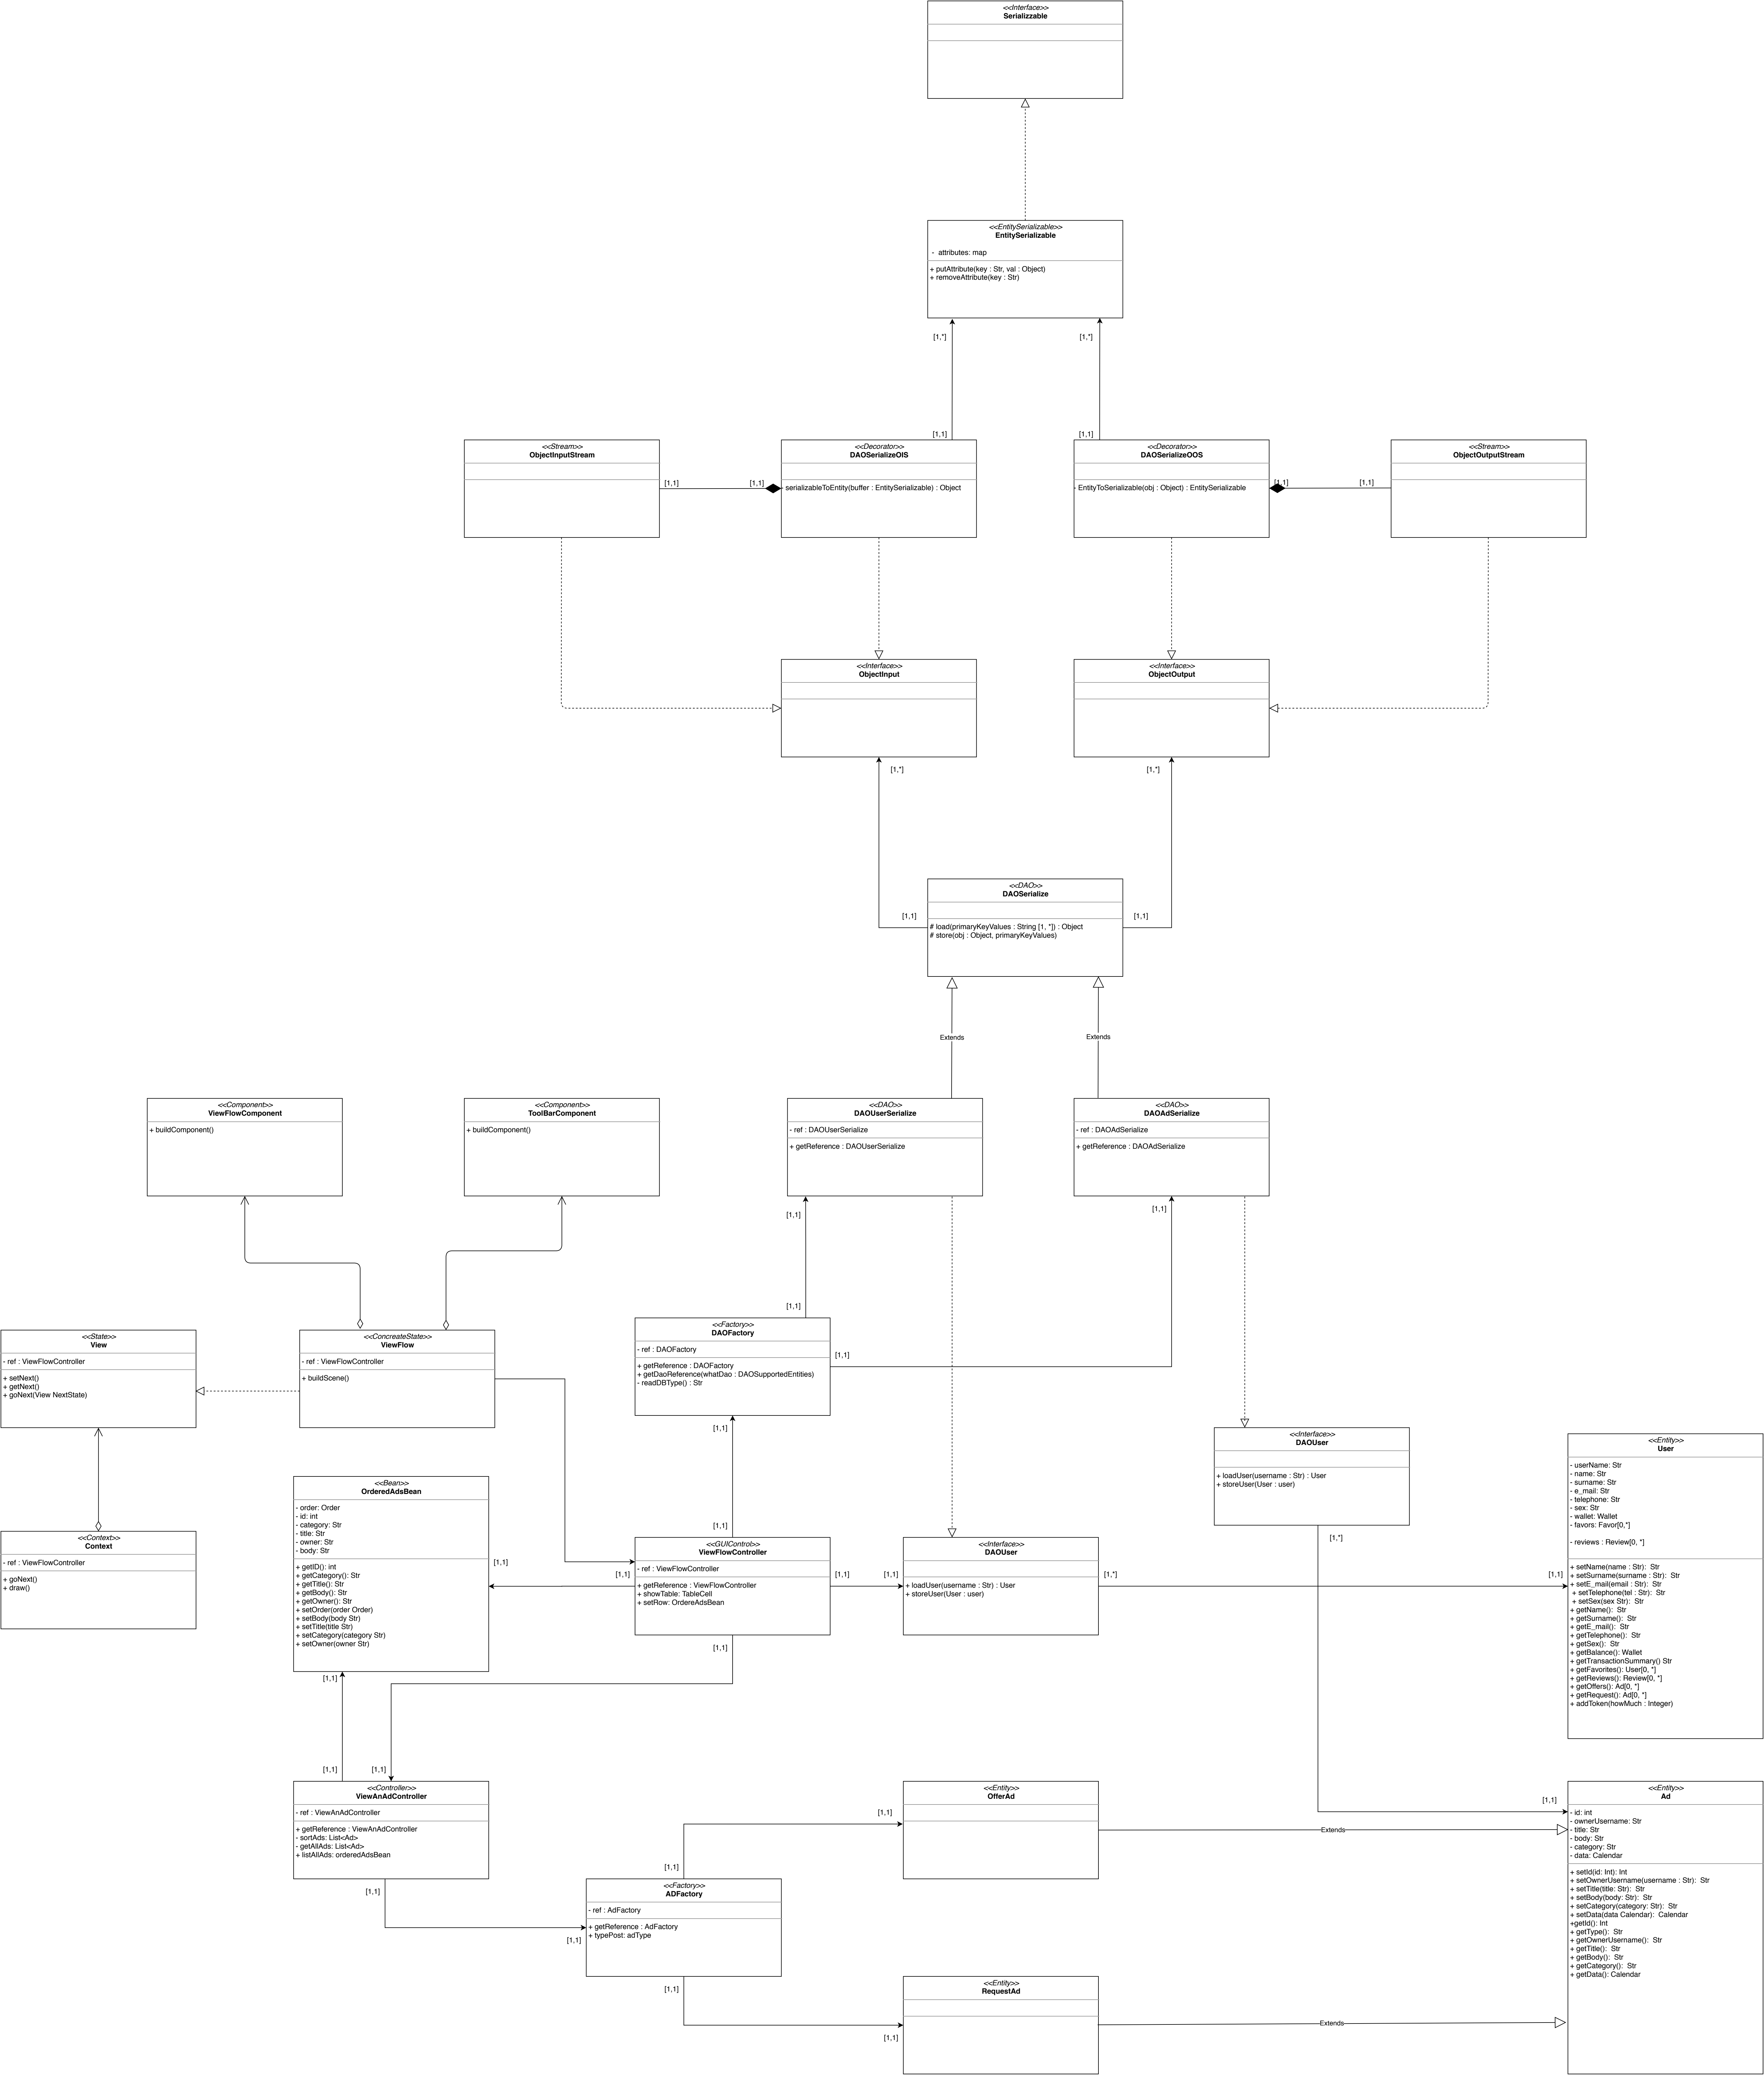 <<Interface>>
Serializzable
<<EntitySerializable>>
EntitySerializable
- attributes: map
+ putAttribute(key : Str, val : Object)
+ removeAttribute(key : Str)
[1,*]
[1,*]
[1,1]
[1,1]
<<Stream>>
ObjectInputStream
[1,1]
[1,1]
<<Decorator>>
DAOSerializeOIS
- serializableToEntity(buffer : EntitySerializable) : Object
<<Decorator>>
DAOSerializeOOS
- EntityToSerializable(obj : Object) : EntitySerializable
[1,1]
[1,1]
<<Stream>>
ObjectOutputStream
<<Interface>>
ObjectInput
<<Interface>>
ObjectOutput
[1,*]
[1,*]
[1,1]
[1,1]
<<DAO>>
DAOSerialize
# load(primaryKeyValues : String [1, *]) : Object
# store(obj : Object, primaryKeyValues)
Extends
Extends
<<Component>>
ViewFlowComponent
+ buildComponent()
<<Component>>
ToolBarComponent
+ buildComponent()
<<DAO>>
DAOUserSerialize
- ref : DAOUserSerialize
+ getReference : DAOUserSerialize
<<DAO>>
DAOAdSerialize
- ref : DAOAdSerialize
+ getReference : DAOAdSerialize
[1,1]
[1,1]
[1,1]
[1,1]
<<State>>
View
- ref : ViewFlowController
+ setNext()
+ getNext()
+ goNext(View NextState)
<<ConcreateState>>
ViewFlow
- ref : ViewFlowController
+ buildScene()
<<Factory>>
DAOFactory
- ref : DAOFactory
+ getReference : DAOFactory
+ getDaoReference(whatDao : DAOSupportedEntities)
- readDBType() : Str
[1,1]
[1,1]
<<Interface>>
DAOUser
+ loadUser(username : Str) : User
+ storeUser(User : user)
[1,*]
<<Entity>>
User
- userName: Str
- name: Str
- surname: Str
- e_mail: Str
- telephone: Str
- sex: Str
- wallet: Wallet
- favors: Favor[0,*]
- reviews : Review[0, *]
+ setName(name : Str): Str
+ setSurname(surname : Str): Str
+ setE_mail(email : Str): Str
+ setTelephone(tel : Str): Str
+ setSex(sex Str): Str
+ getName(): Str
+ getSurname(): Str
+ getE_mail(): Str
+ getTelephone(): Str
+ getSex(): Str
+ getBalance(): Wallet
+ getTransactionSummary() Str
+ getFavorites(): User[0, *]
+ getReviews(): Review[0, *]
+ getOffers(): Ad[0, *]
+ getRequest(): Ad[0, *]
+ addToken(howMuch : Integer)
<<Context>>
Context
- ref : ViewFlowController
+ goNext()
+ draw()
<<Bean>>
OrderedAdsBean
- order: Order
- id: int
- category: Str
- title: Str
- owner: Str
- body: Str
+ getID(): int
+ getCategory(): Str
+ getTitle(): Str
+ getBody(): Str
+ getOwner(): Str
+ setOrder(order Order)
+ setBody(body Str)
+ setTitle(title Str)
+ setCategory(category Str)
+ setOwner(owner Str)
[1,1]
[1,1]
<<GUIControl>>
ViewFlowController
- ref : ViewFlowController
+ getReference : ViewFlowController
+ showTable: TableCell
+ setRow: OrdereAdsBean
[1,1]
[1,1]
<<Interface>>
DAOUser
+ loadUser(username : Str) : User
+ storeUser(User : user)
[1,*]
[1,1]
[1,1]
[1,1]
[1,1]
[1,1]
<<Controller>>
ViewAnAdController
- ref : ViewAnAdController
+ getReference : ViewAnAdController
- sortAds: List<Ad>
- getAllAds: List<Ad>
+ listAllAds: orderedAdsBean
[1,1]
[1,1]
[1,1]
[1,1]
<<Factory>>
ADFactory
- ref : AdFactory
+ getReference : AdFactory
+ typePost: adType
[1,1]
[1,1]
<<Entity>>
OfferAd
Extends
<<Entity>>
RequestAd
Extends
[1,1]
<<Entity>>
Ad
- id: int
- ownerUsername: Str
- title: Str
- body: Str
- category: Str
- data: Calendar
+ setId(id: Int): Int
+ setOwnerUsername(username : Str): Str
+ setTitle(title: Str): Str
+ setBody(body: Str): Str
+ setCategory(category: Str): Str
+ setData(data Calendar): Calendar
+getId(): Int
+ getType(): Str
+ getOwnerUsername(): Str
+ getTitle(): Str
+ getBody(): Str
+ getCategory(): Str
+ getData(): Calendar